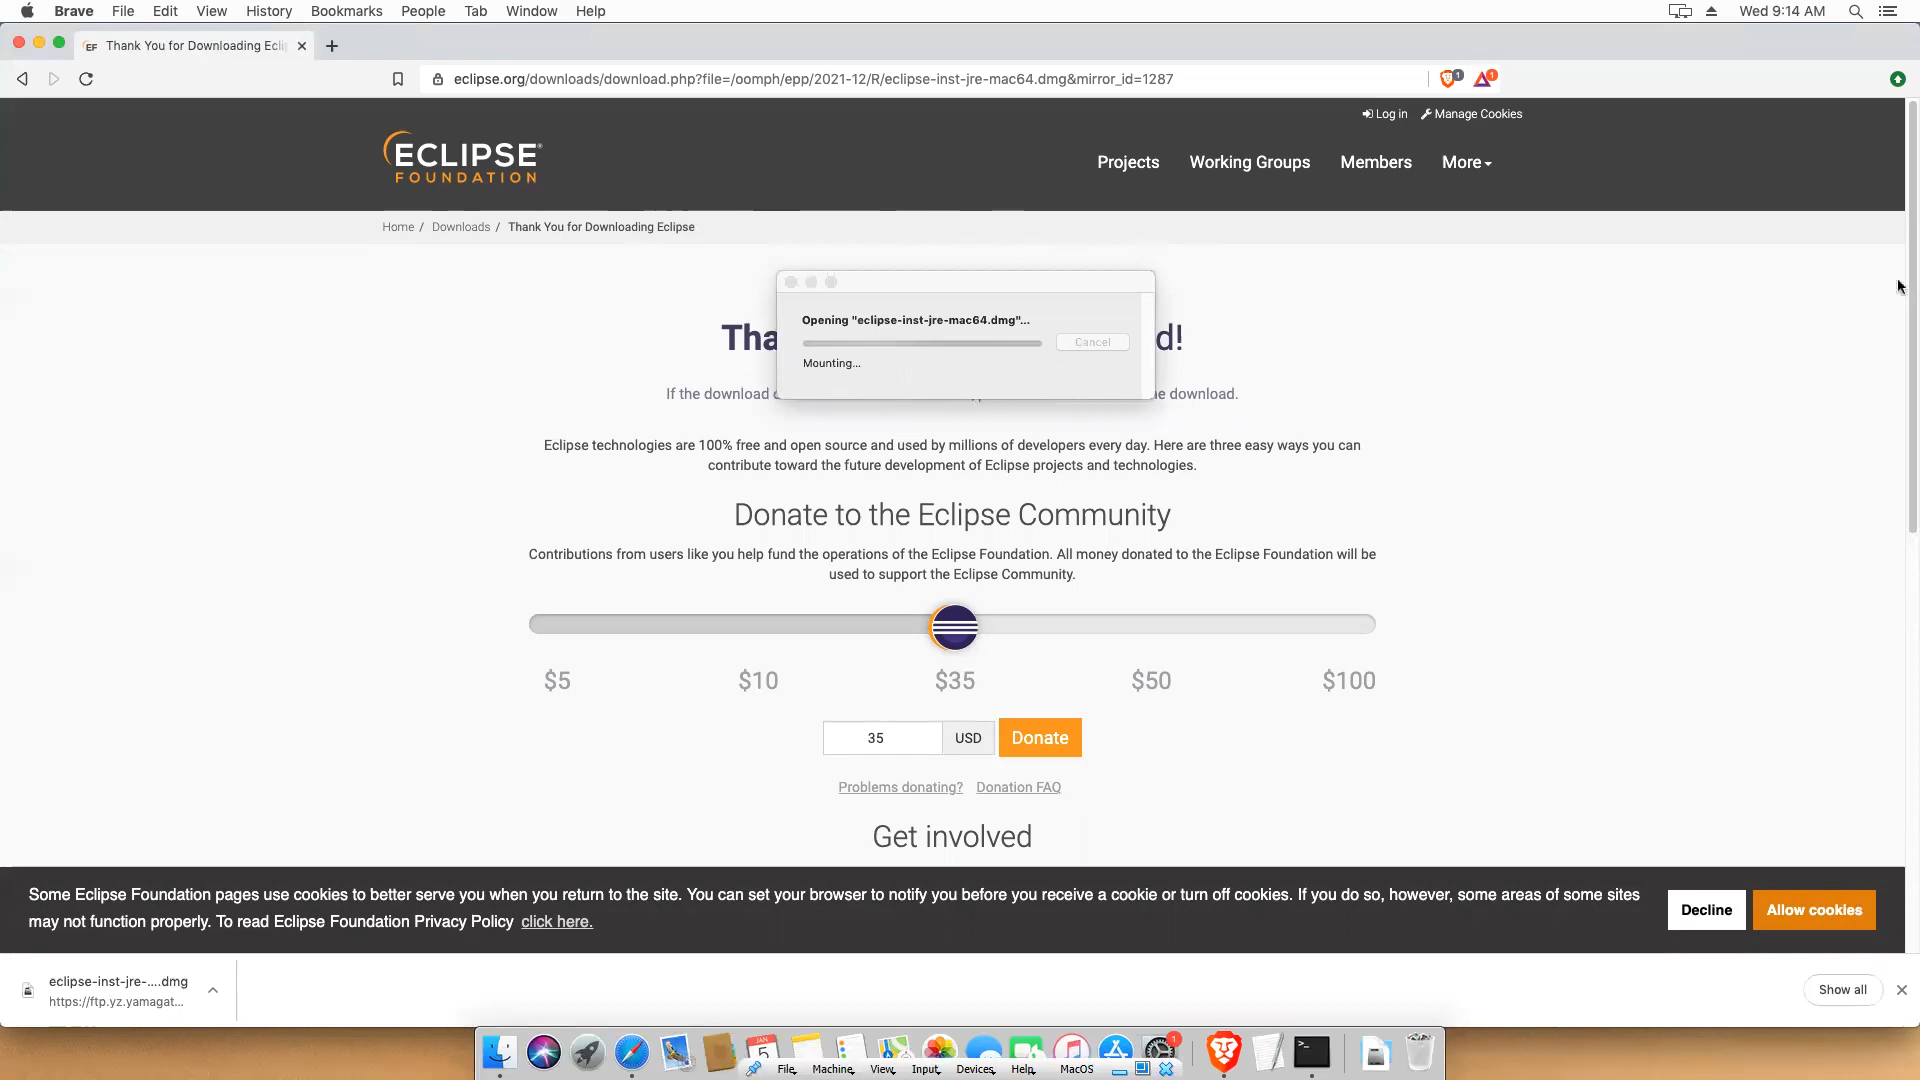 Brave File Edit View History Bookmarks People Tab Window Help Wed 9:14 AM
EF Thank You for Downloading Ecli
eclipse.org/downloads/download.php?file=/oomph/epp/2021-12/R/eclipse-inst-jre-mac64.dmg&mirror_id=1287 1 1
Log in Manage Cookies
ECLIPSE
FOUNDATION
Projects Working Groups Members More
Home / Downloads / Thank You for Downloading Eclipse
Opening "eclipse-inst-jre-mac64.dmg"...
Cancel
Mounting...
Tha d!
If the download he download.
Eclipse technologies are 100% free and open source and used by millions of developers every day. Here are three easy ways you can
contribute toward the future development of Eclipse projects and technologies.
Donate to the Eclipse Community
Contributions from users like you help fund the operations of the Eclipse Foundation. All money donated to the Eclipse Foundation will be
used to support the Eclipse Community.
$5 $10 $35 $50 $100
35 USD Donate
Problems donating? Donation FAQ
Get involved
Some Eclipse Foundation pages use cookies to better serve you when you return to the site. You can set your browser to notify you before you receive a cookie or turn off cookies. If you do so, however, some areas of some sites
may not function properly. To read Eclipse Foundation Privacy Policy click here.
Decline Allow cookies
eclipse-inst-jre-....dmg
https://ftp.yz.yamagat...
Show all
JAN
5
1
File Machine View Input Devices Help MacOS